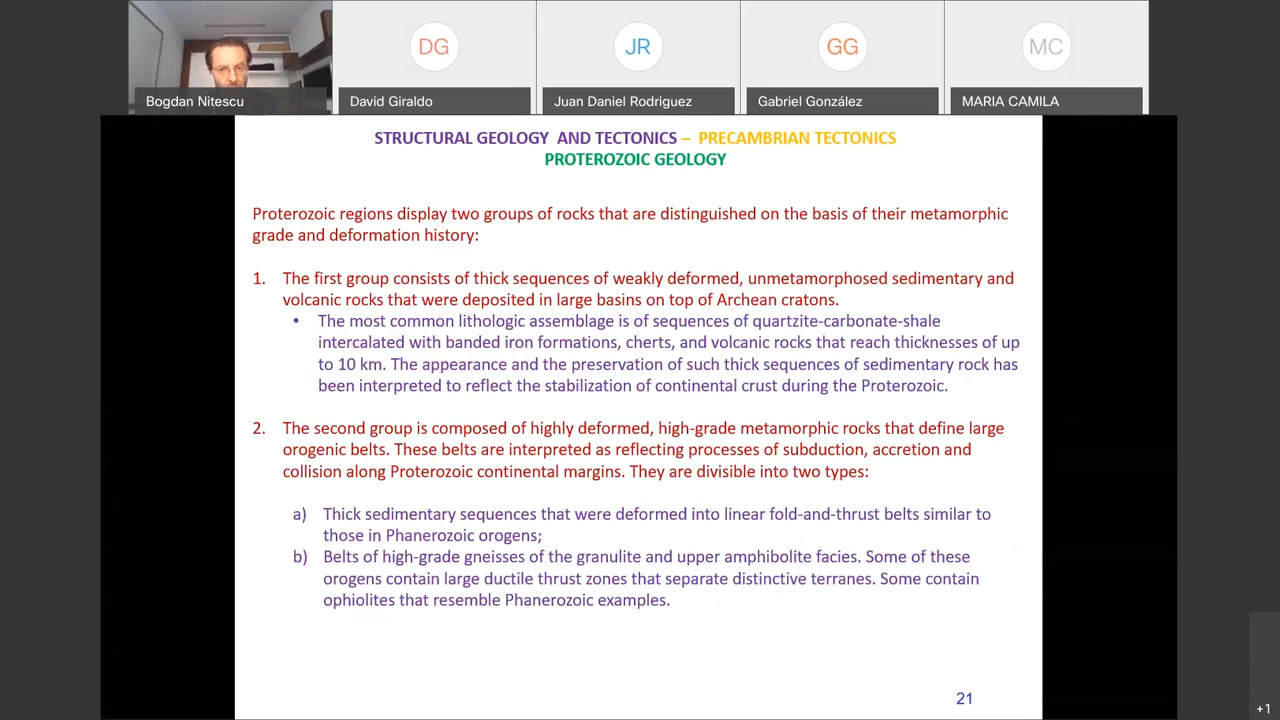 DG
JR
GG
MC
Bogdan Nitescu
David Giraldo
Juan Daniel Rodriguez
Gabriel González
MARIA CAMILA
STRUCTURAL GEOLOGY AND TECTONICS – PRECAMBRIAN TECTONICS
PROTEROZOIC GEOLOGY
Proterozoic regions display two groups of rocks that are distinguished on the basis of their metamorphic
grade and deformation history:
1. The first group consists of thick sequences of weakly deformed, unmetamorphosed sedimentary and
volcanic rocks that were deposited in large basins on top of Archean cratons.
• The most common lithologic assemblage is of sequences of quartzite-carbonate-shale
intercalated with banded iron formations, cherts, and volcanic rocks that reach thicknesses of up
to 10 km. The appearance and the preservation of such thick sequences of sedimentary rock has
been interpreted to reflect the stabilization of continental crust during the Proterozoic.
2. The second group is composed of highly deformed, high-grade metamorphic rocks that define large
orogenic belts. These belts are interpreted as reflecting processes of subduction, accretion and
collision along Proterozoic continental margins. They are divisible into two types:
a) Thick sedimentary sequences that were deformed into linear fold-and-thrust belts similar to
those in Phanerozoic orogens;
b) Belts of high-grade gneisses of the granulite and upper amphibolite facies. Some of these
orogens contain large ductile thrust zones that separate distinctive terranes. Some contain
ophiolites that resemble Phanerozoic examples.
21
+1